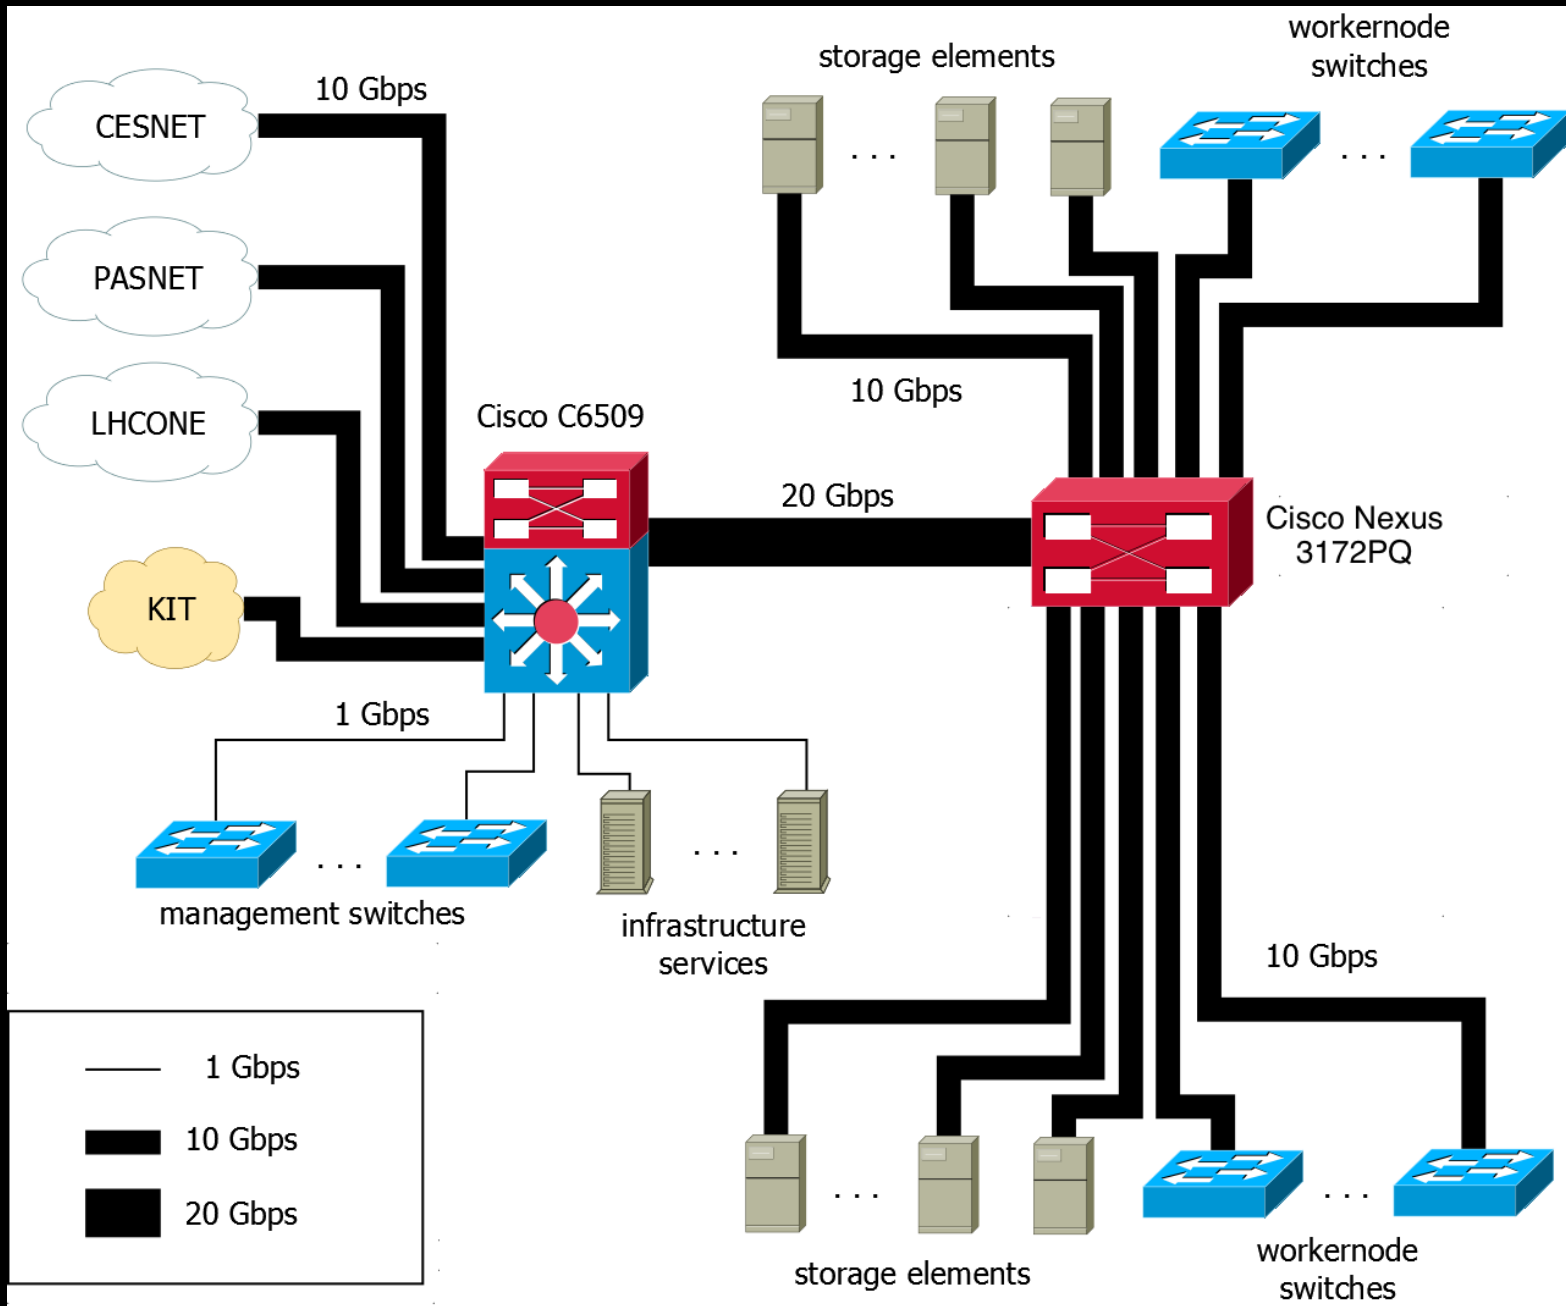 workernode
switches
storage elements
10 Gbps
CESNET
. . .
. . .
PASNET
10 Gbps
LHCONE
Cisco C6509
20 Gbps
Cisco Nexus
3172PQ
KIT
1 Gbps
. . .
. . .
management switches
infrastructure
services
10 Gbps
1 Gbps
10 Gbps
20 Gbps
. . .
. . .
storage elements
workernode
switches